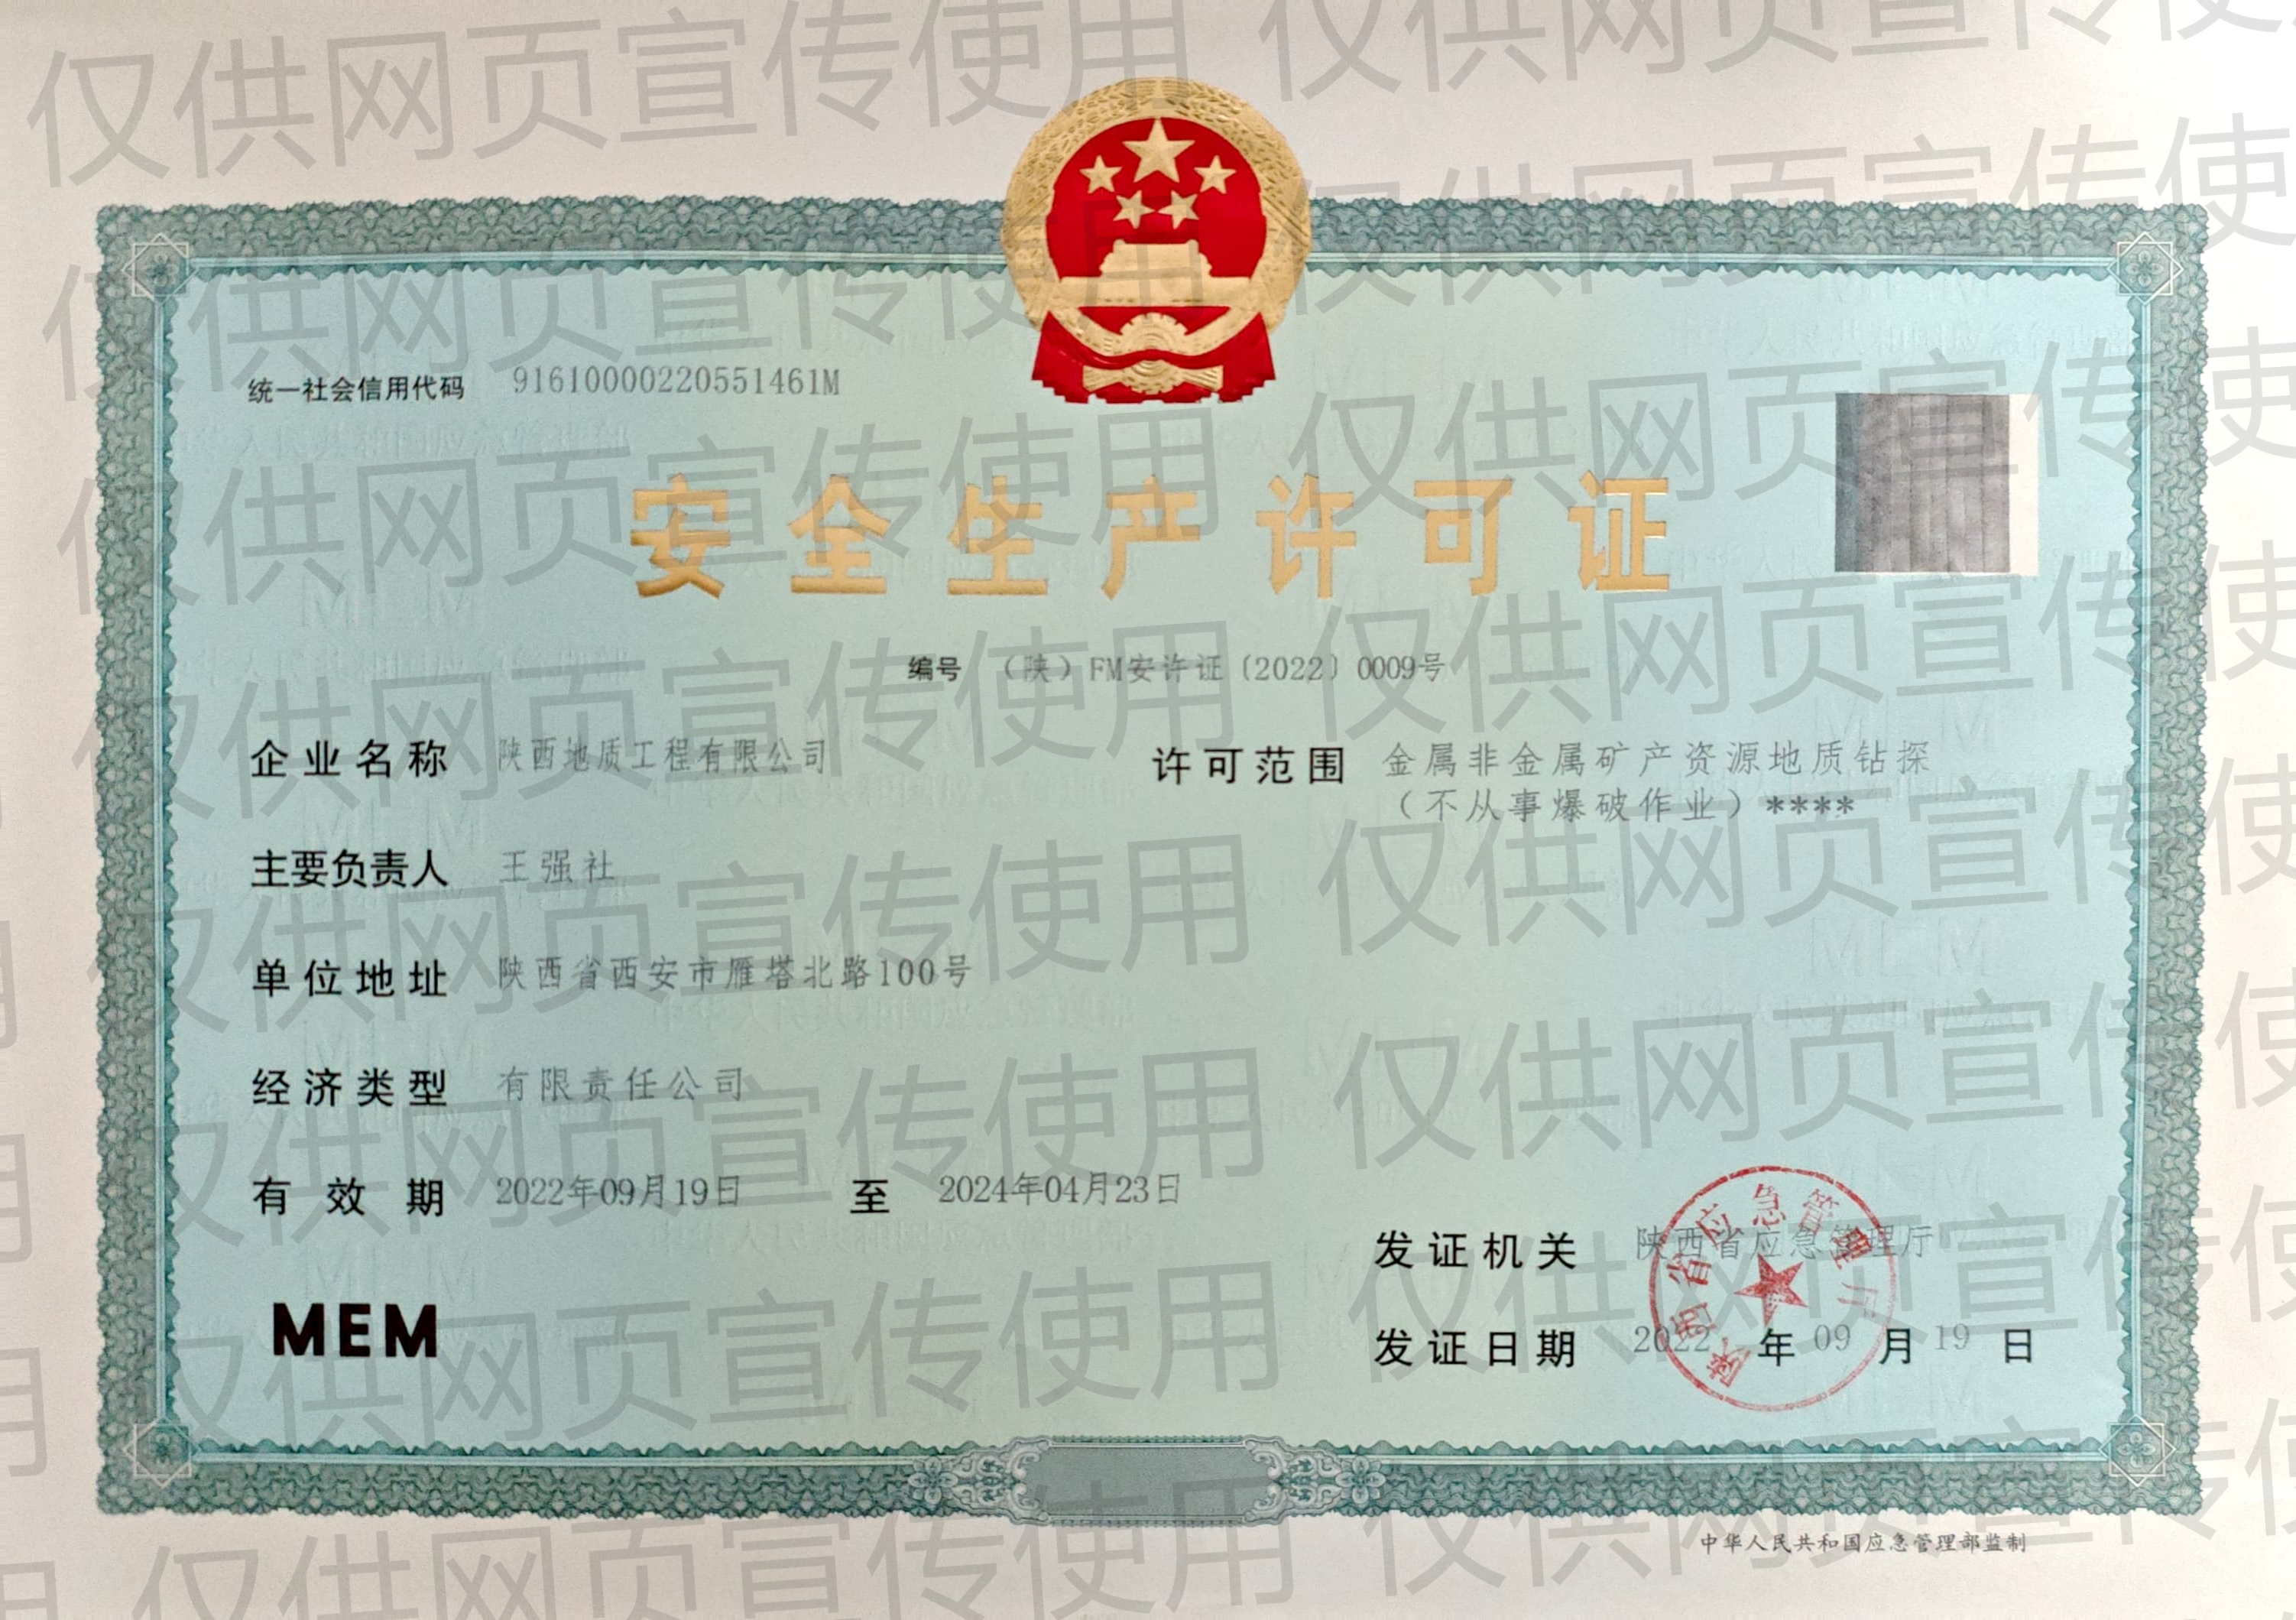 仅供网页宣传使用
统一社会信用代码 91610000220551461M
安全生产许可证
编号 （陕）FM安许证〔2022〕0009号
企业名称 陕西地质工程有限公司
许可范围 金属非金属矿产资源地质钻探
（不从事爆破作业）****
主要负责人 王强社
单位地址 陕西省西安市雁塔北路100号
经济类型 有限责任公司
有效期 2022年09月19日 至 2024年04月23日
发证机关 陕西省应急管理厅
陕西省应急管理厅
发证日期 2022 年 09 月 19 日
MEM
中华人民共和国应急管理部监制